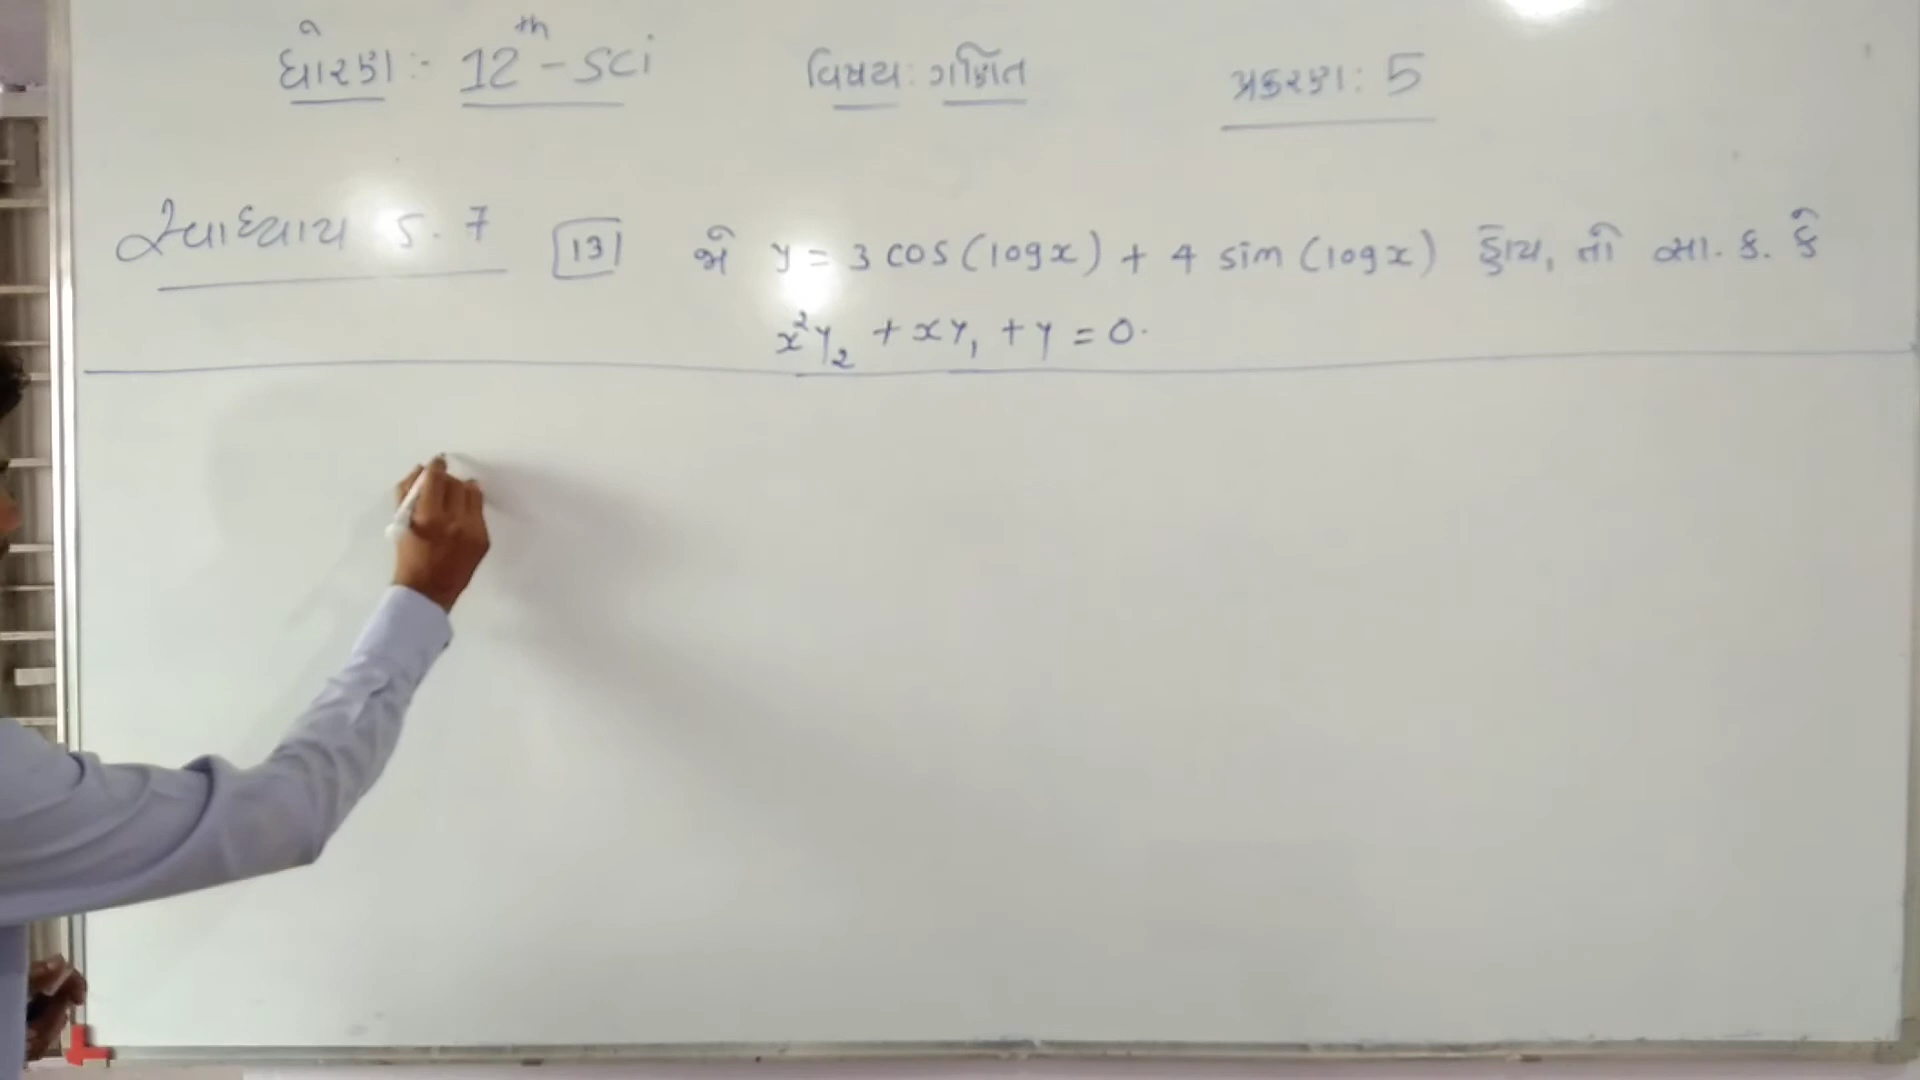 ધોરણ :- 12th - Sci વિષય : ગણિત પ્રકરણ : 5
સ્વાધ્યાય 5.7 13 જો y = 3 cos (log x) + 4 sin (log x) હોય, તો સા. ક. કે
x²y₂ + xy₁ + y = 0.